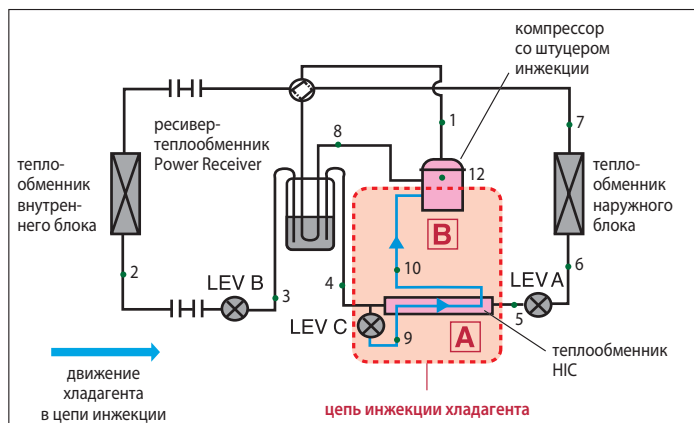 компрессор
со штуцером
инжекции
1
7
8
ресивер-
теплообменник
Power Receiver
тепло-
обменник
внутрен-
него блока
12
тепло-
обменник
наружного
блока
B
2
LEV B
3
4
10
LEV A
6
5
LEV C
9
A
теплообменник
HIC
движение
хладагента
в цепи инжекции
цепь инжекции хладагента